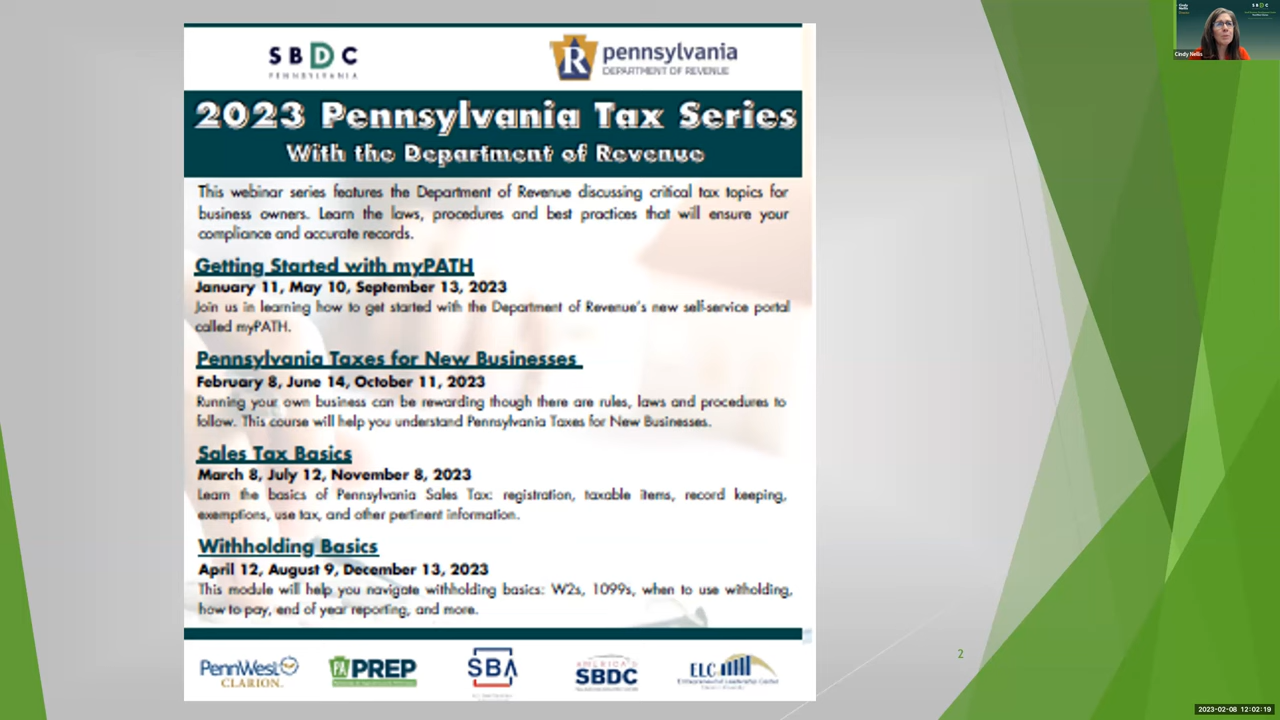 SBDC
PENNSYLVANIA
pennsylvania
DEPARTMENT OF REVENUE
2023 Pennsylvania Tax Series
With the Department of Revenue
This webinar series features the Department of Revenue discussing critical tax topics for
business owners. Learn the laws, procedures and best practices that will ensure your
compliance and accurate records.
Getting Started with myPATH
January 11, May 10, September 13, 2023
Join us in learning how to get started with the Department of Revenue's new self-service portal
called myPATH.
Pennsylvania Taxes for New Businesses
February 8, June 14, October 11, 2023
Running your own business can be rewarding though there are rules, laws and procedures to
follow. This course will help you understand Pennsylvania Taxes for New Businesses.
Sales Tax Basics
March 8, July 12, November 8, 2023
Learn the basics of Pennsylvania Sales Tax: registration, taxable items, record keeping,
exemptions, use tax, and other pertinent information.
Withholding Basics
April 12, August 9, December 13, 2023
This module will help you navigate withholding basics: W2s, 1099s, when to use witholding,
how to pay, end of year reporting, and more.
PennWest
CLARION.
PA PREP
SBA
AMERICA'S
SBDC
ELC
Entrepreneurial Leadership Center
2
Cindy Nellis
SBDC
Cindy Nellis
2023-02-08 12:02:19